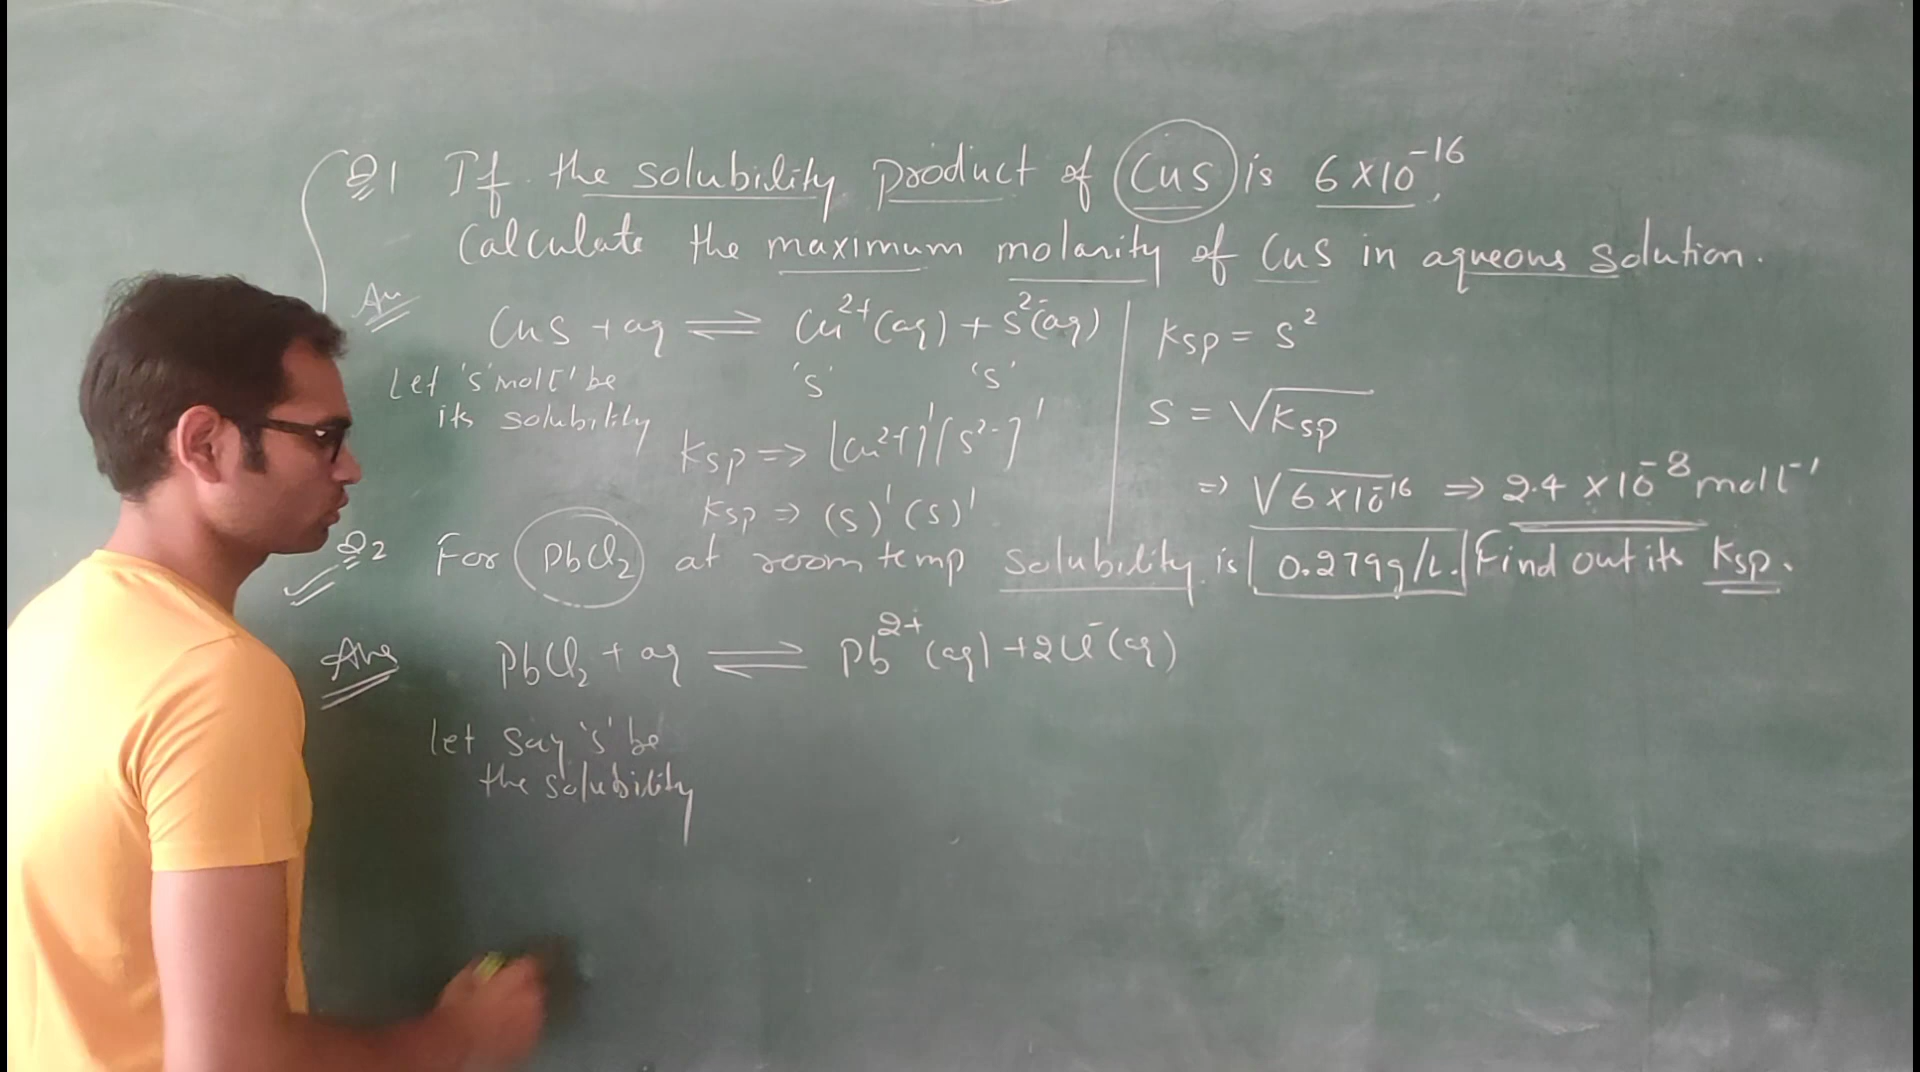 Q1 If the solubility product of CuS is 6×10⁻¹⁶,
Calculate the maximum molarity of CuS in aqueous solution.
An
CuS + aq ⇌ Cu²⁺(aq) + S²⁻(aq)
Let 's' mol L⁻¹ be
its solubility
's' 's'
Ksp => [Cu²⁺]¹[S²⁻]¹
Ksp => (s)¹(s)¹
Ksp = s²
s = √Ksp
=> √6×10⁻¹⁶ => 2.4 × 10⁻⁸ mol L⁻¹
Q2 For PbCl₂ at room temp solubility is 0.279g/L. Find out its Ksp.
Ans
PbCl₂ + aq ⇌ Pb²⁺(aq) + 2Cl⁻(aq)
let say 's' be
the solubility